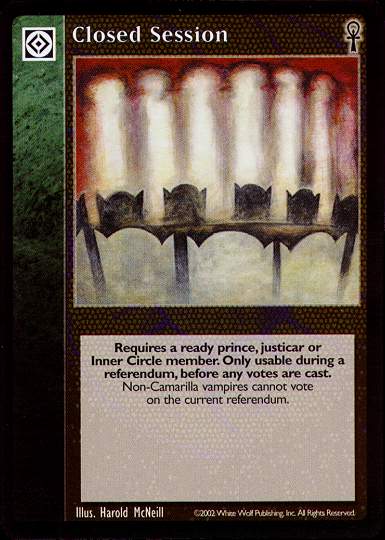 Closed Session
Requires a ready prince, justicar or
Inner Circle member. Only usable during a
referendum, before any votes are cast.
Non-Camarilla vampires cannot vote
on the current referendum.
Illus. Harold McNeill
©2002 White Wolf Publishing, Inc. All Rights Reserved.